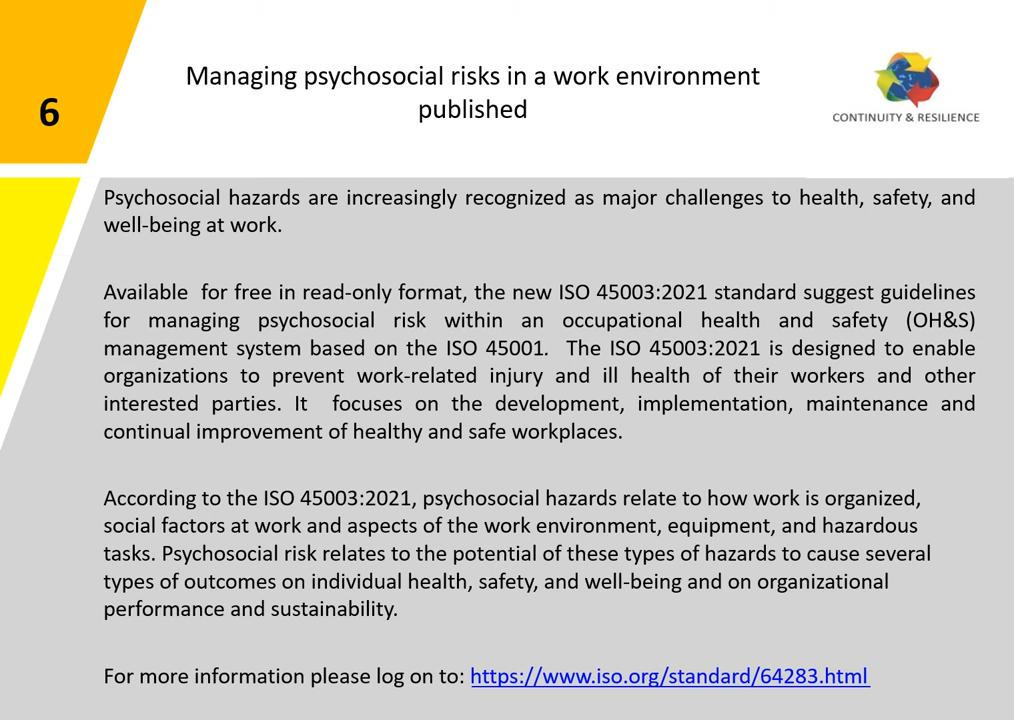 6
Managing psychosocial risks in a work environment
published
CONTINUITY & RESILIENCE
Psychosocial hazards are increasingly recognized as major challenges to health, safety, and
well-being at work.
Available for free in read-only format, the new ISO 45003:2021 standard suggest guidelines
for managing psychosocial risk within an occupational health and safety (OH&S)
management system based on the ISO 45001. The ISO 45003:2021 is designed to enable
organizations to prevent work-related injury and ill health of their workers and other
interested parties. It focuses on the development, implementation, maintenance and
continual improvement of healthy and safe workplaces.
According to the ISO 45003:2021, psychosocial hazards relate to how work is organized,
social factors at work and aspects of the work environment, equipment, and hazardous
tasks. Psychosocial risk relates to the potential of these types of hazards to cause several
types of outcomes on individual health, safety, and well-being and on organizational
performance and sustainability.
For more information please log on to: https://www.iso.org/standard/64283.html